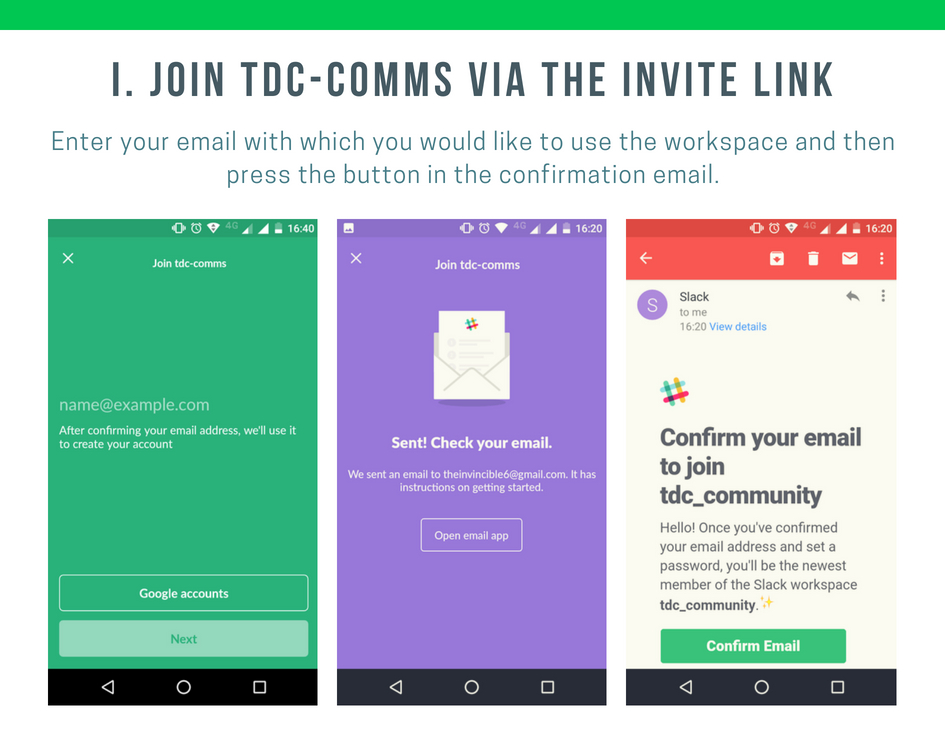 I. JOIN TDC-COMMS VIA THE INVITE LINK
Enter your email with which you would like to use the workspace and then
press the button in the confirmation email.
4G 16:40
Join tdc-comms
name@example.com
After confirming your email address, we'll use it
to create your account
Google accounts
Next
4G 16:20
Join tdc-comms
Sent! Check your email.
We sent an email to theinvincible6@gmail.com. It has
instructions on getting started.
Open email app
4G 16:20
S
Slack
to me
16:20 View details
Confirm your email
to join
tdc_community
Hello! Once you've confirmed
your email address and set a
password, you'll be the newest
member of the Slack workspace
tdc_community.✨
Confirm Email